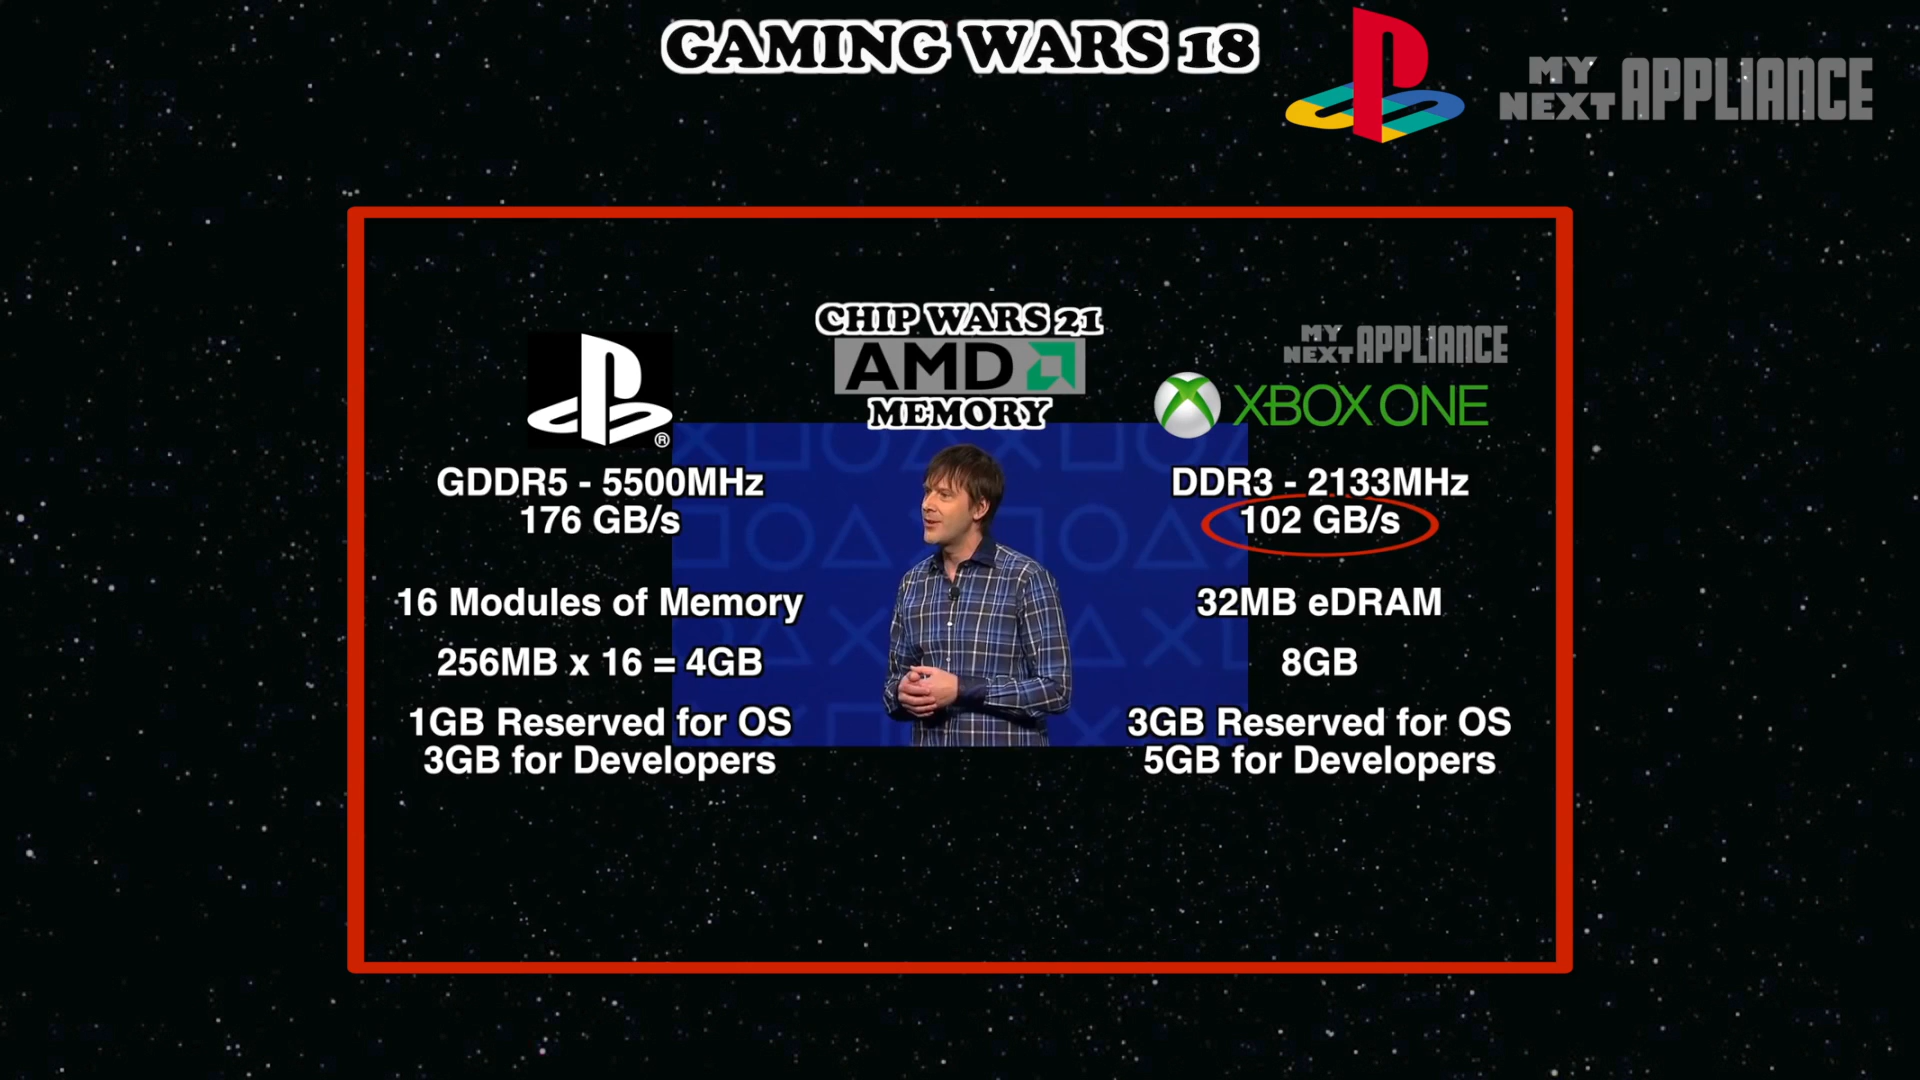 GAMING WARS 18
MY
NEXT APPLIANCE
CHIP WARS 21
AMD
MEMORY
®
GDDR5 - 5500MHz
176 GB/s
16 Modules of Memory
256MB x 16 = 4GB
1GB Reserved for OS
3GB for Developers
MY
NEXT APPLIANCE
XBOX ONE
DDR3 - 2133MHz
102 GB/s
32MB eDRAM
8GB
3GB Reserved for OS
5GB for Developers